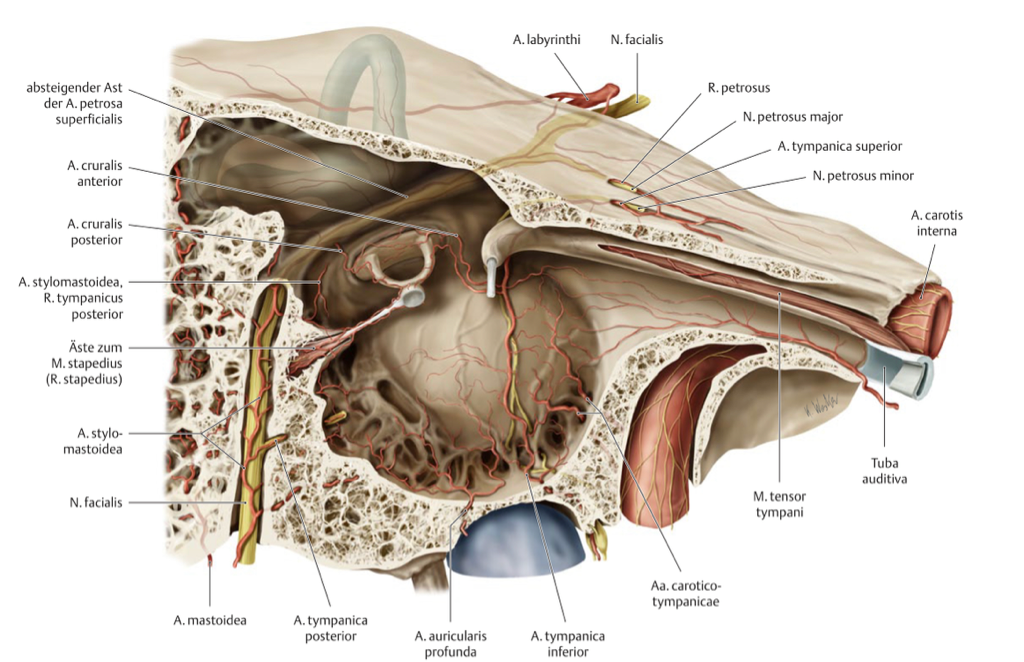 A. labyrinthi
N. facialis
absteigender Ast
der A. petrosa
superficialis
R. petrosus
N. petrosus major
A. tympanica superior
N. petrosus minor
A. cruralis
anterior
A. carotis
interna
A. cruralis
posterior
A. stylomastoidea,
R. tympanicus
posterior
Äste zum
M. stapedius
(R. stapedius)
A. stylo-
mastoidea
Tuba
auditiva
N. facialis
M. tensor
tympani
Aa. carotico-
tympanicae
A. mastoidea
A. tympanica
posterior
A. auricularis
profunda
A. tympanica
inferior